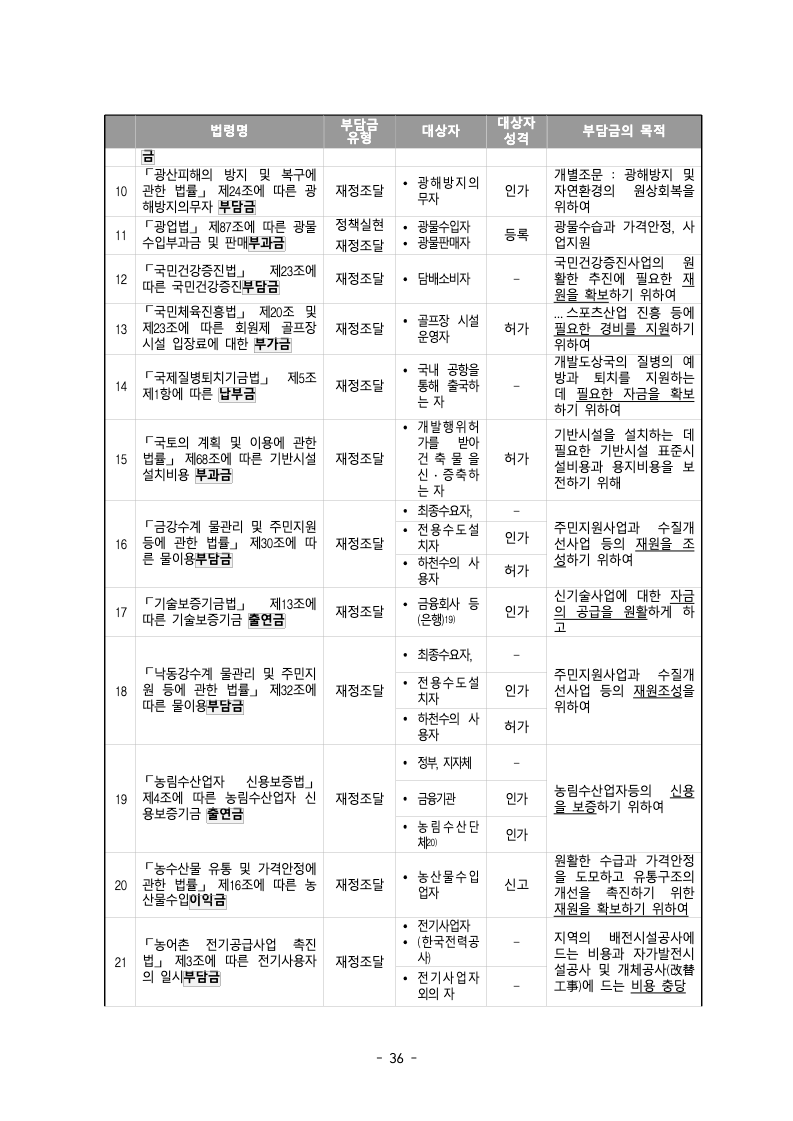 법령명 부담금 유형 대상자 대상자 성격 부담금의 목적
금
10 「광산피해의 방지 및 복구에 관한 법률」 제24조에 따른 광해방지의무자 부담금 재정조달 • 광해방지의무자 인가 개별조문 : 광해방지 및 자연환경의 원상회복을 위하여
11 「광업법」 제87조에 따른 광물수입부과금 및 판매부과금 정책실현 재정조달 • 광물수입자 • 광물판매자 등록 광물수습과 가격안정, 사업지원
12 「국민건강증진법」 제23조에 따른 국민건강증진부담금 재정조달 • 담배소비자 – 국민건강증진사업의 원활한 추진에 필요한 재원을 확보하기 위하여
13 「국민체육진흥법」 제20조 및 제23조에 따른 회원제 골프장 시설 입장료에 대한 부가금 재정조달 • 골프장 시설 운영자 허가 ... 스포츠산업 진흥 등에 필요한 경비를 지원하기 위하여
14 「국제질병퇴치기금법」 제5조 제1항에 따른 납부금 재정조달 • 국내 공항을 통해 출국하는 자 – 개발도상국의 질병의 예방과 퇴치를 지원하는 데 필요한 자금을 확보하기 위하여
15 「국토의 계획 및 이용에 관한 법률」 제68조에 따른 기반시설 설치비용 부과금 재정조달 • 개발행위허가를 받아 건축물을 신·증축하는 자 허가 기반시설을 설치하는 데 필요한 기반시설 표준시설비용과 용지비용을 보전하기 위해
16 「금강수계 물관리 및 주민지원 등에 관한 법률」 제30조에 따른 물이용부담금 재정조달 • 최종수요자, – • 전용수도설치자 인가 • 하천수의 사용자 허가 주민지원사업과 수질개선사업 등의 재원을 조성하기 위하여
17 「기술보증기금법」 제13조에 따른 기술보증기금 출연금 재정조달 • 금융회사 등(은행)19) 인가 신기술사업에 대한 자금의 공급을 원활하게 하고
18 「낙동강수계 물관리 및 주민지원 등에 관한 법률」 제32조에 따른 물이용부담금 재정조달 • 최종수요자, – • 전용수도설치자 인가 • 하천수의 사용자 허가 주민지원사업과 수질개선사업 등의 재원조성을 위하여
19 「농림수산업자 신용보증법」 제4조에 따른 농림수산업자 신용보증기금 출연금 재정조달 • 정부, 지자체 – • 금융기관 인가 • 농림수산단체20) 인가 농림수산업자등의 신용을 보증하기 위하여
20 「농수산물 유통 및 가격안정에 관한 법률」 제16조에 따른 농산물수입이익금 재정조달 • 농산물수입업자 신고 원활한 수급과 가격안정을 도모하고 유통구조의 개선을 촉진하기 위한 재원을 확보하기 위하여
21 「농어촌 전기공급사업 촉진법」 제3조에 따른 전기사용자의 일시부담금 재정조달 • 전기사업자 • (한국전력공사) – • 전기사업자 외의 자 – 지역의 배전시설공사에 드는 비용과 자가발전시설공사 및 개체공사(改替工事)에 드는 비용 충당
- 36 -